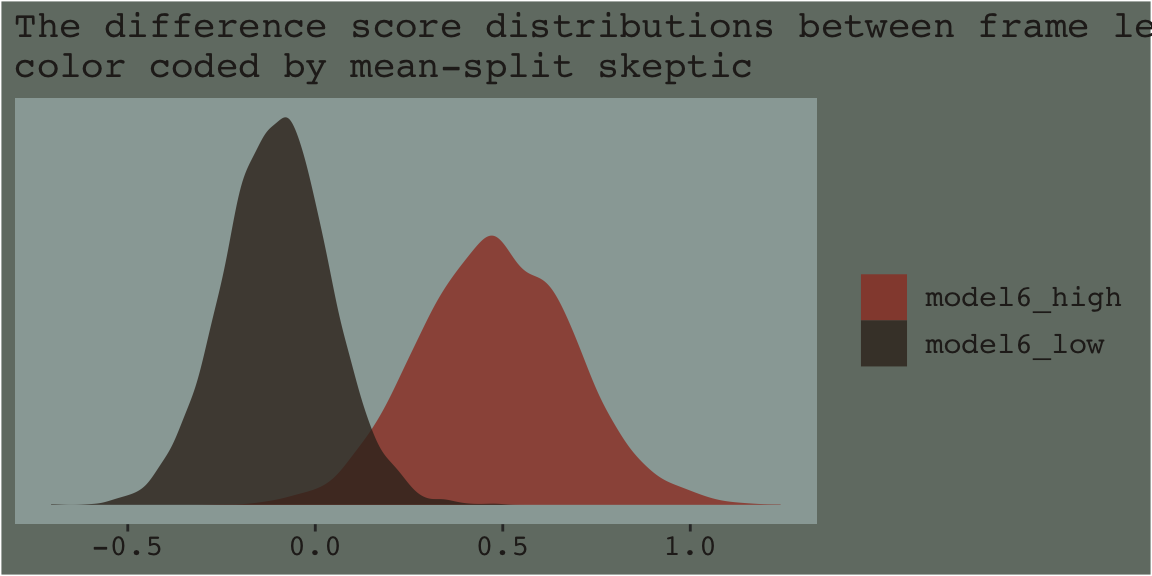 The difference score distributions between frame le
color coded by mean-split skeptic
model6_high
model6_low
-0.5 0.0 0.5 1.0